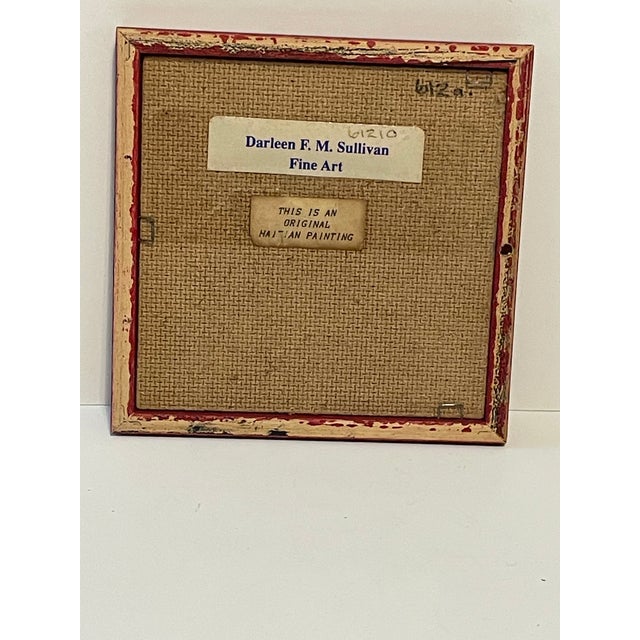 612a.
61210
Darleen F. M. Sullivan
Fine Art
THIS IS AN
ORIGINAL
HAITIAN PAINTING